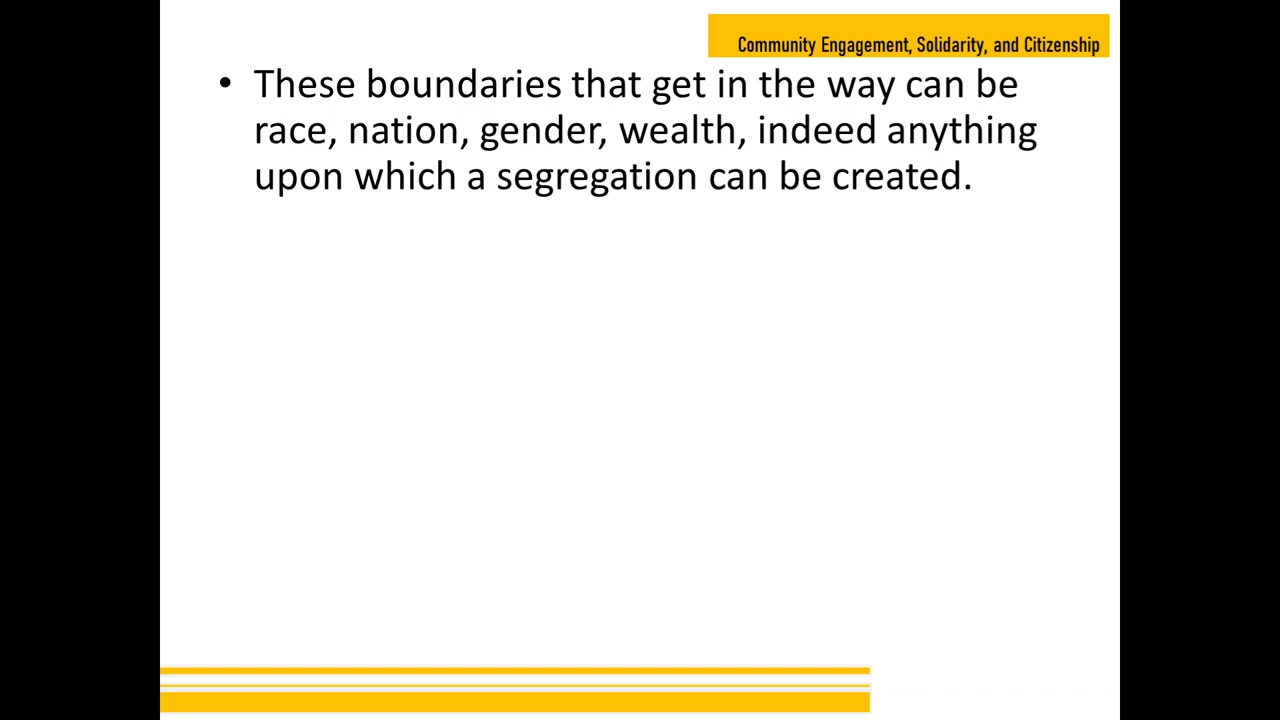 Community Engagement, Solidarity, and Citizenship
• These boundaries that get in the way can be
race, nation, gender, wealth, indeed anything
upon which a segregation can be created.